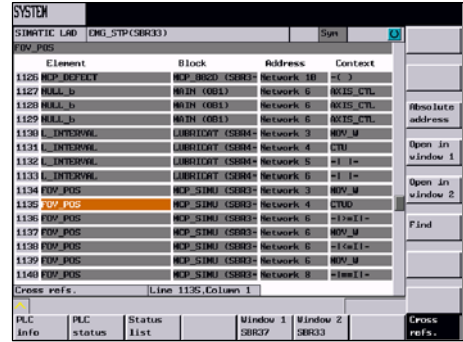 SYSTEM
SIMATIC LAD EMG_STP(SBR33) Sym
FOV_POS
Element Block Address Context
1126 MCP_DEFECT MCP_802D (SBR3- Network 18 -( )
1127 NULL_b MAIN (OB1) Network 6 AXIS_CTL
1128 NULL_b MAIN (OB1) Network 6 AXIS_CTL
1129 NULL_b MAIN (OB1) Network 6 AXIS_CTL
1130 L_INTERVAL LUBRICAT (SBR4- Network 3 MOV_W
1131 L_INTERVAL LUBRICAT (SBR4- Network 4 CTU
1132 L_INTERVAL LUBRICAT (SBR4- Network 5 -| |-
1133 L_INTERVAL LUBRICAT (SBR4- Network 6 -| |-
1134 FOV_POS MCP_SIMU (SBR3- Network 3 MOV_W
1135 FOV_POS MCP_SIMU (SBR3- Network 4 CTUD
1136 FOV_POS MCP_SIMU (SBR3- Network 6 -|>=I|-
1137 FOV_POS MCP_SIMU (SBR3- Network 6 MOV_W
1138 FOV_POS MCP_SIMU (SBR3- Network 6 -|<=I|-
1139 FOV_POS MCP_SIMU (SBR3- Network 6 MOV_W
1140 FOV_POS MCP_SIMU (SBR3- Network 8 -|==I|-
Cross refs. Line 1135,Column 1
Absolute
address
Open in
window 1
Open in
window 2
Find
PLC info
PLC status
Status list
Window 1 SBR37
Window 2 SBR33
Cross refs.